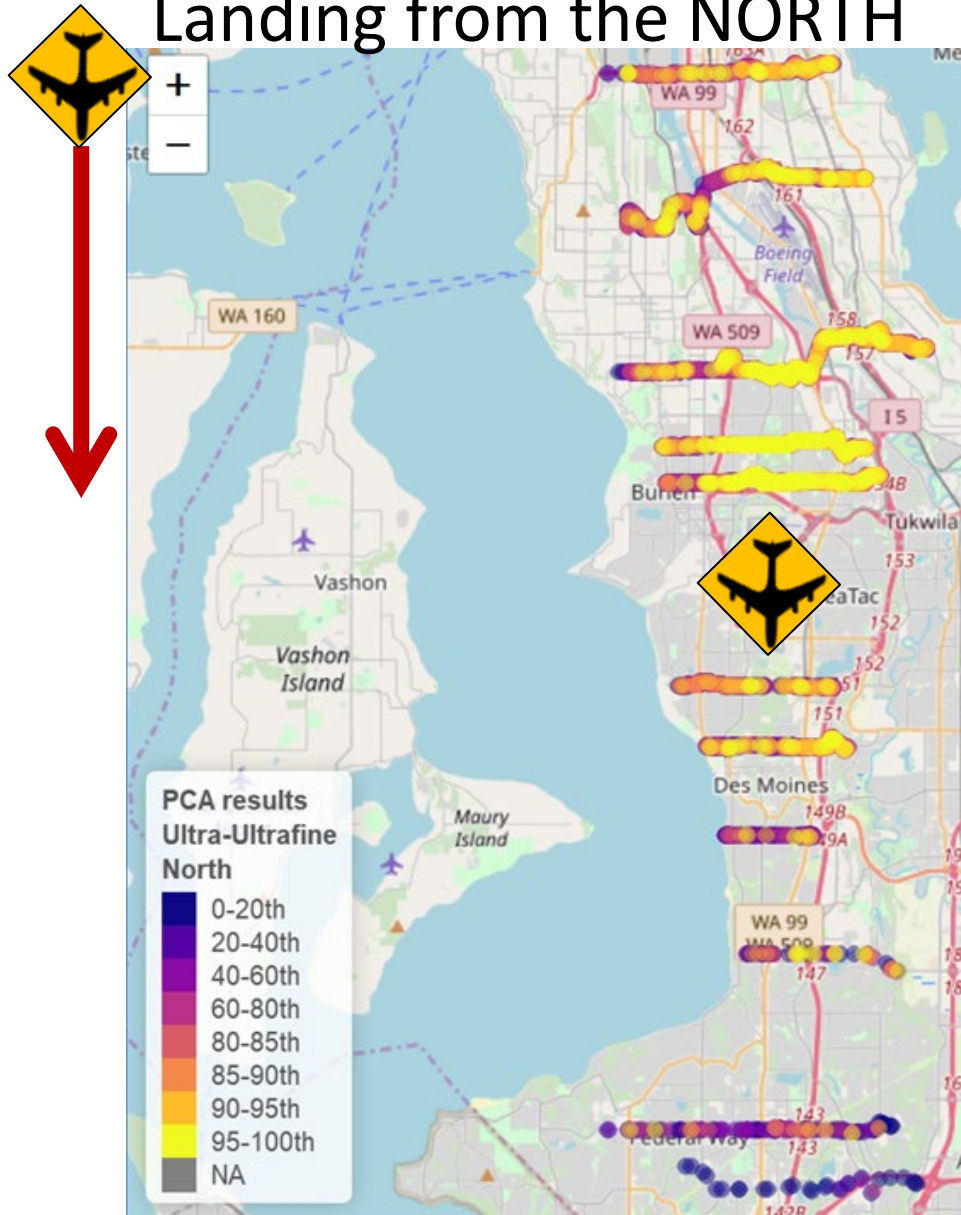 Landing from the NORTH
+
−
163A
WA 99
162
161
Boeing
Field
WA 160
158
WA 509
157
I 5
Burien
Tukwila
153
Vashon
152
Vashon
Island
152
151
Des Moines
PCA results
Ultra-Ultrafine
North
149B
Maury
Island
0-20th
20-40th
40-60th
60-80th
80-85th
85-90th
90-95th
95-100th
NA
WA 99
WA 509
147
143
Federal Way
143
142B